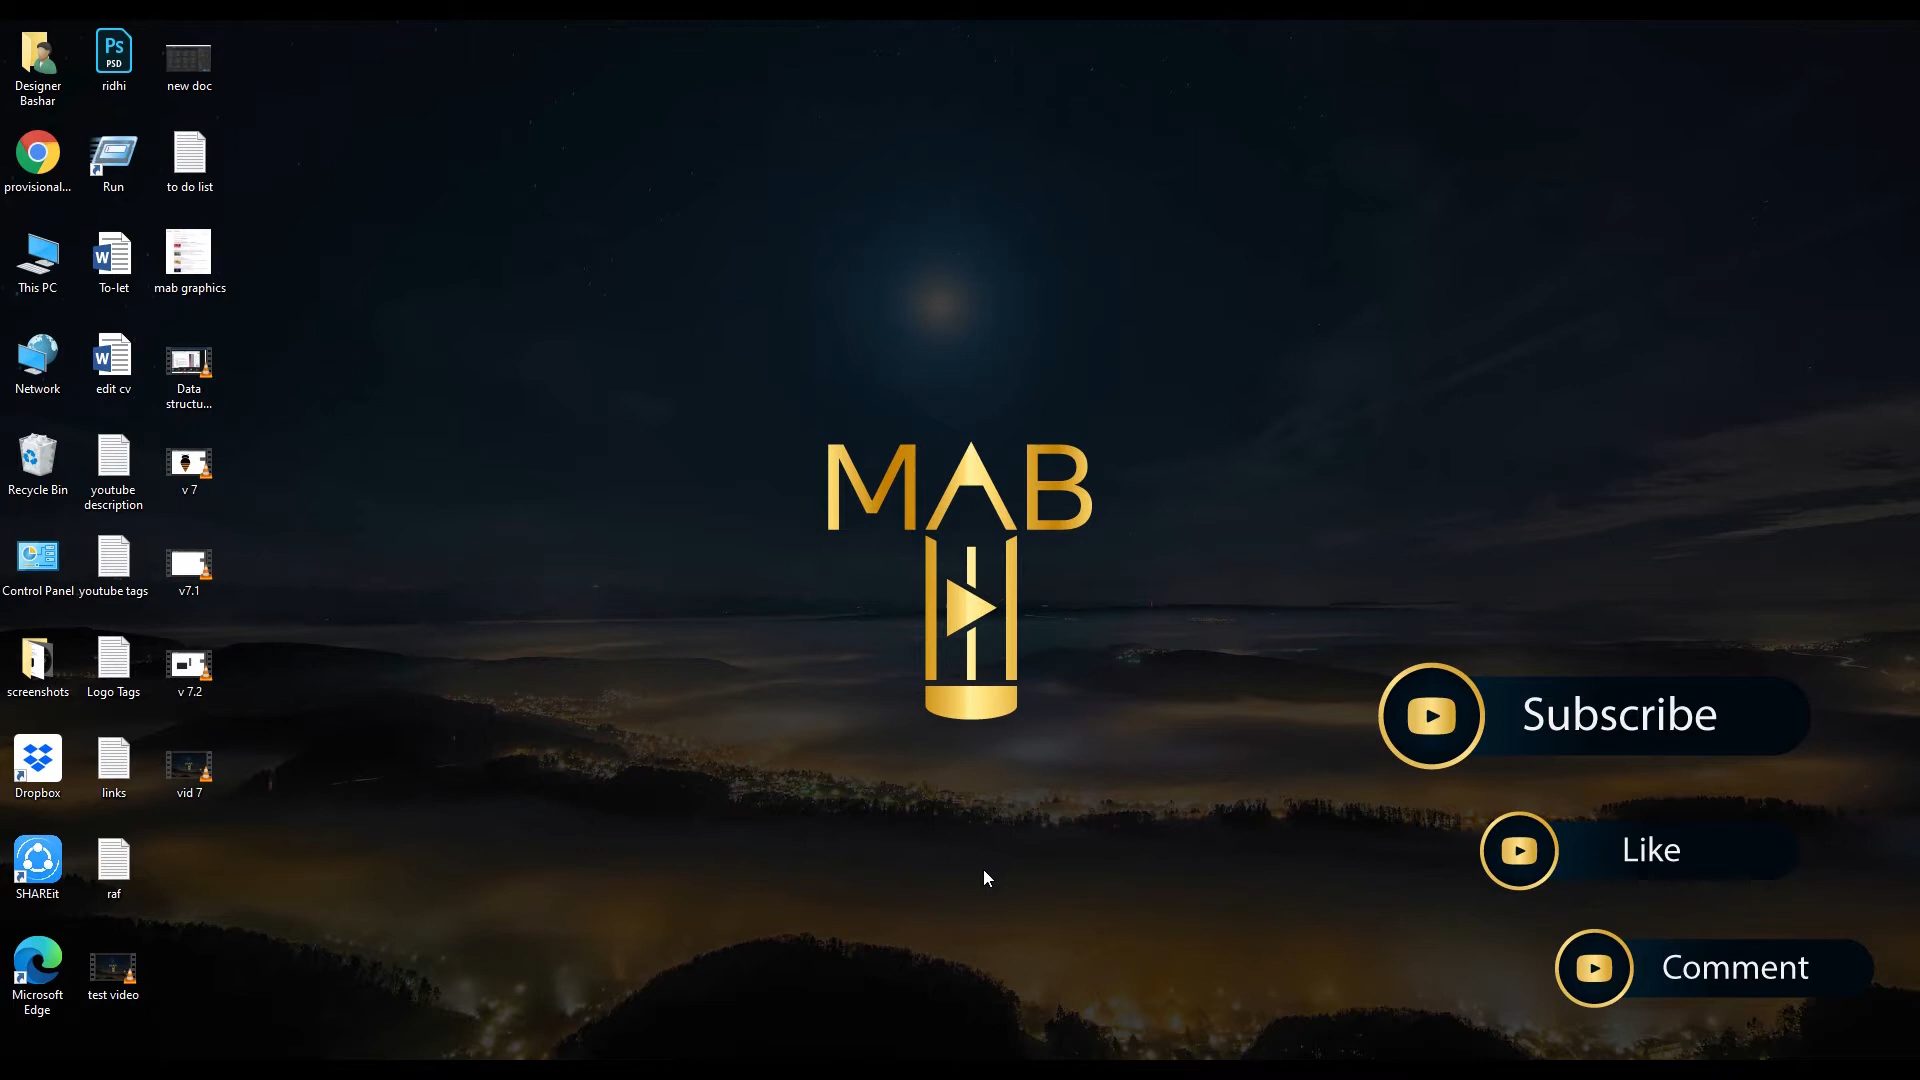 Designer
Bashar
Ps
PSD
ridhi
new doc
provisional...
Run
to do list
This PC
W
To-let
mab graphics
Network
W
edit cv
Data
structu...
Recycle Bin
youtube
description
v 7
Control Panel
youtube tags
v7.1
screenshots
Logo Tags
v 7.2
Dropbox
links
vid 7
SHAREit
raf
Microsoft
Edge
test video
MAB
Subscribe
Like
Comment